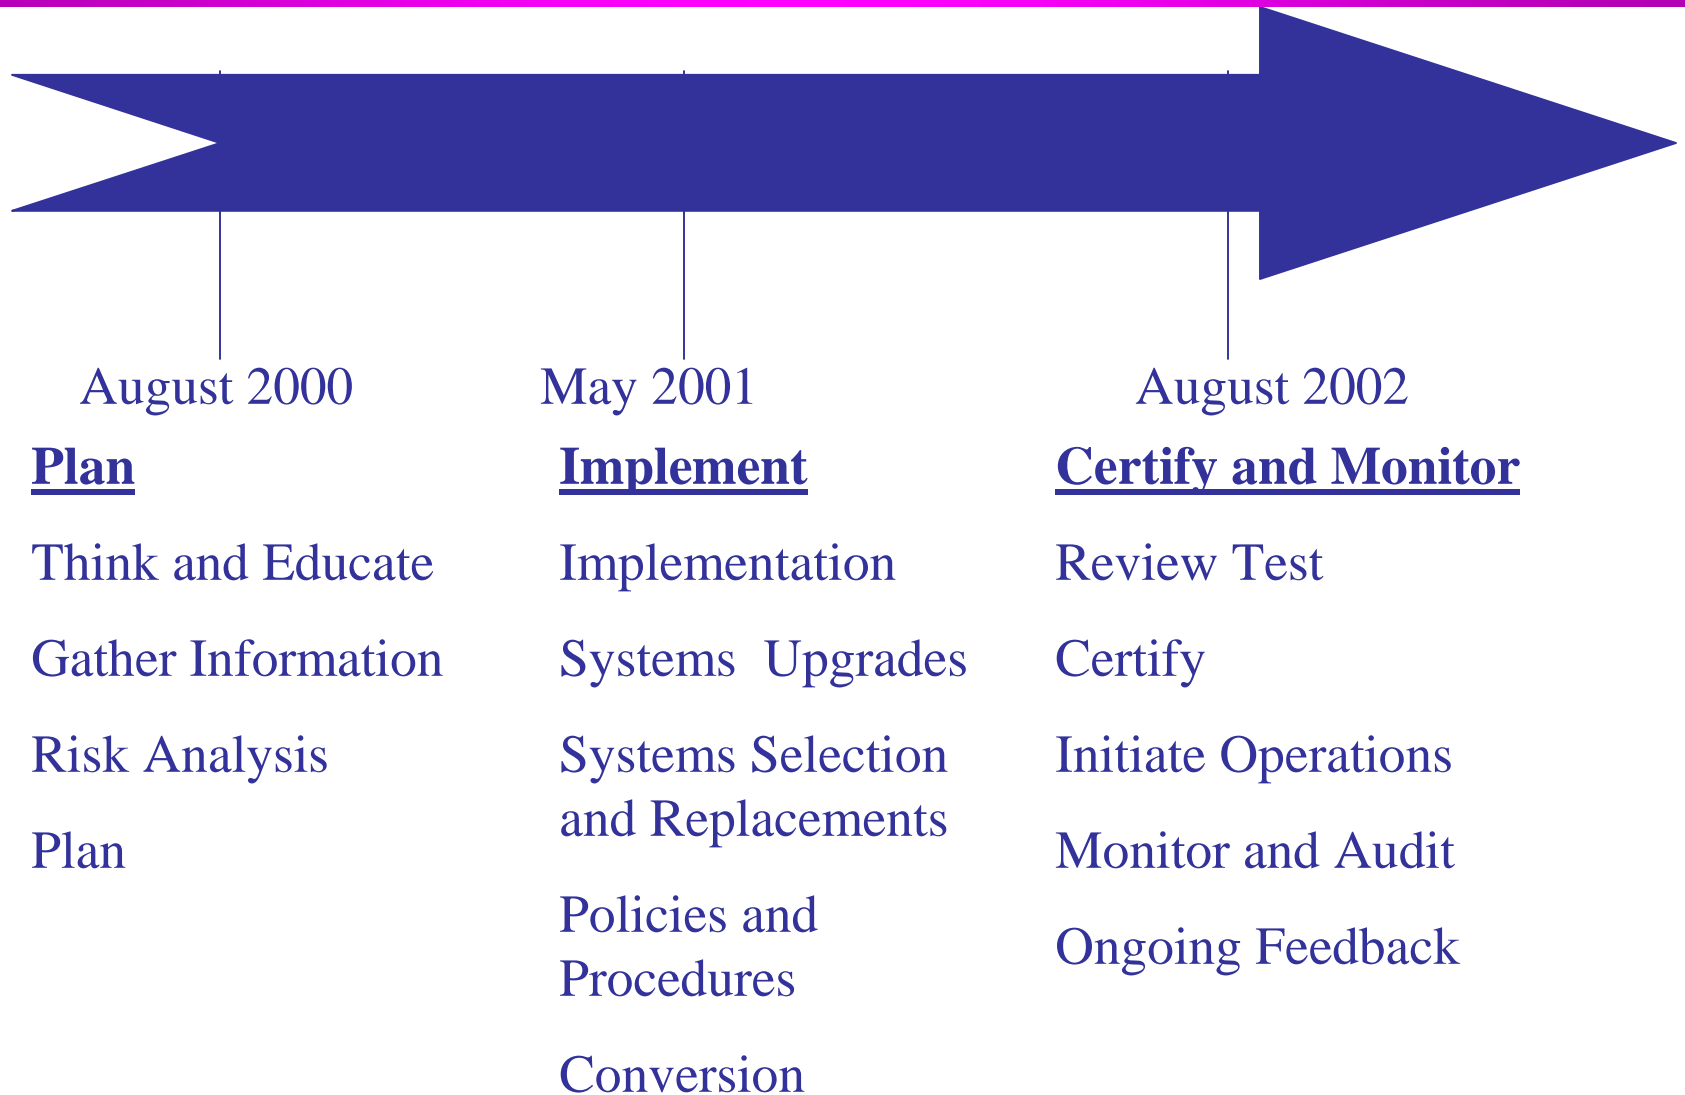 August 2000
May 2001
August 2002
Plan
Think and Educate
Gather Information
Risk Analysis
Plan
Implement
Implementation
Systems  Upgrades
Systems Selection
and Replacements
Policies and
Procedures
Conversion
Certify and Monitor
Review Test
Certify
Initiate Operations
Monitor and Audit
Ongoing Feedback